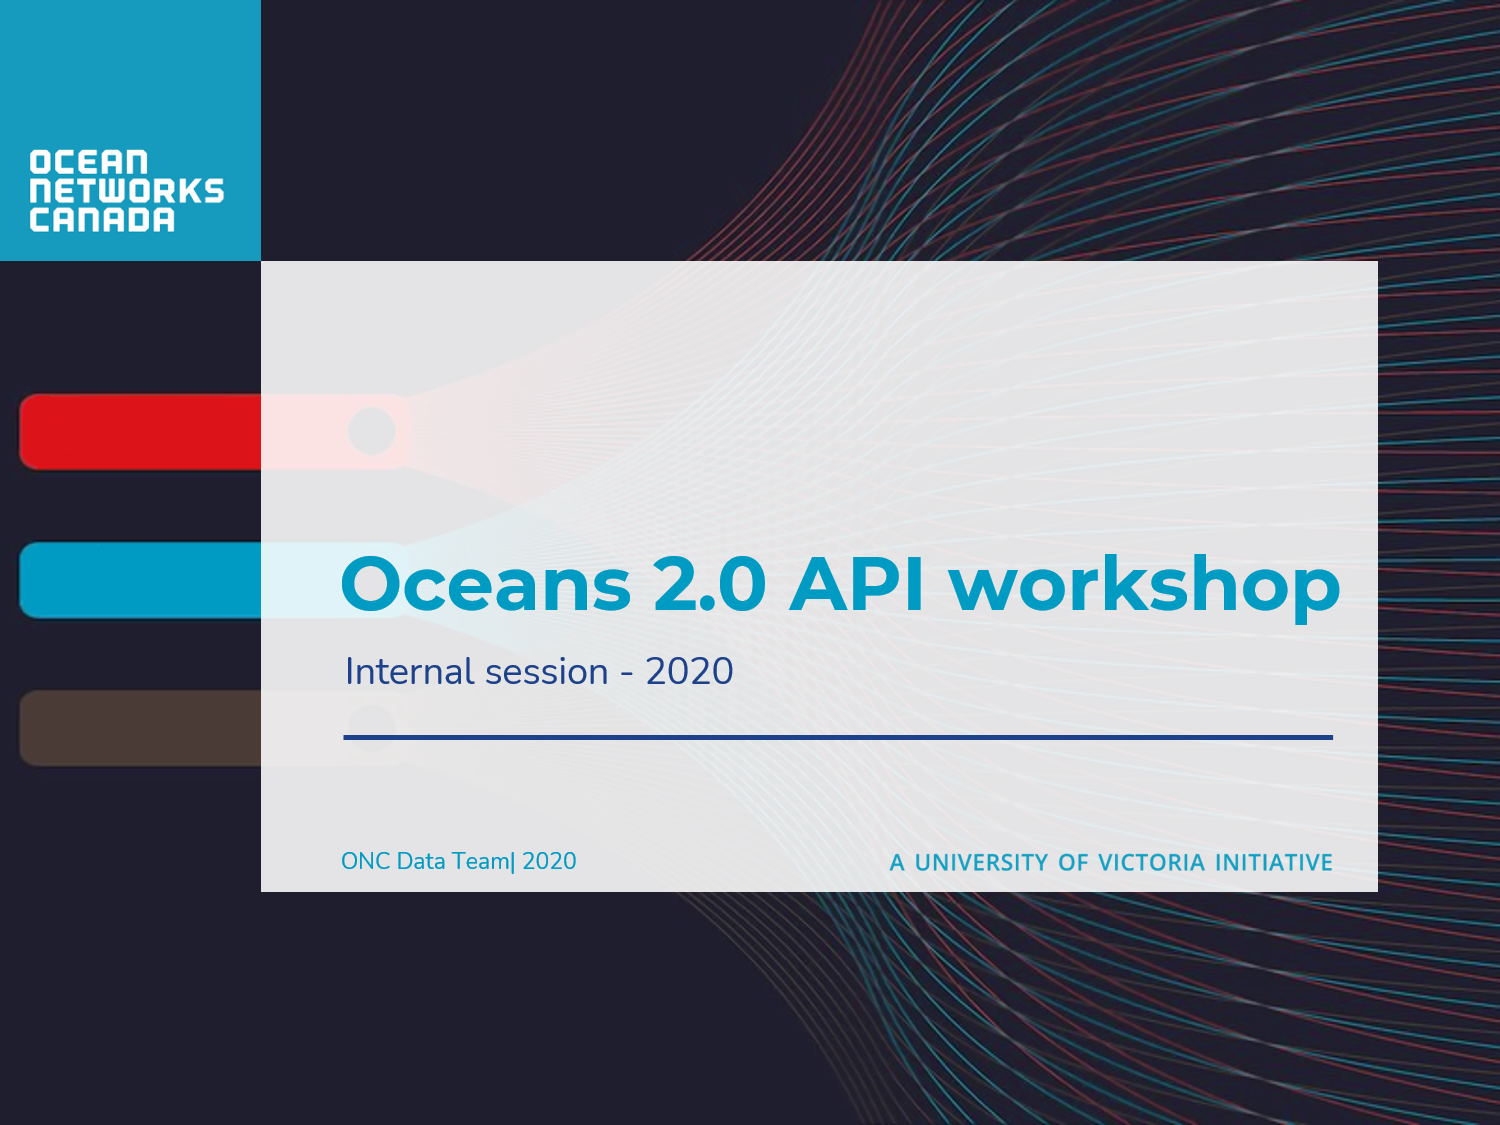 OCEAN
NETWORKS
CANADA
Oceans 2.0 API workshop
Internal session - 2020
ONC Data Team| 2020
A UNIVERSITY OF VICTORIA INITIATIVE